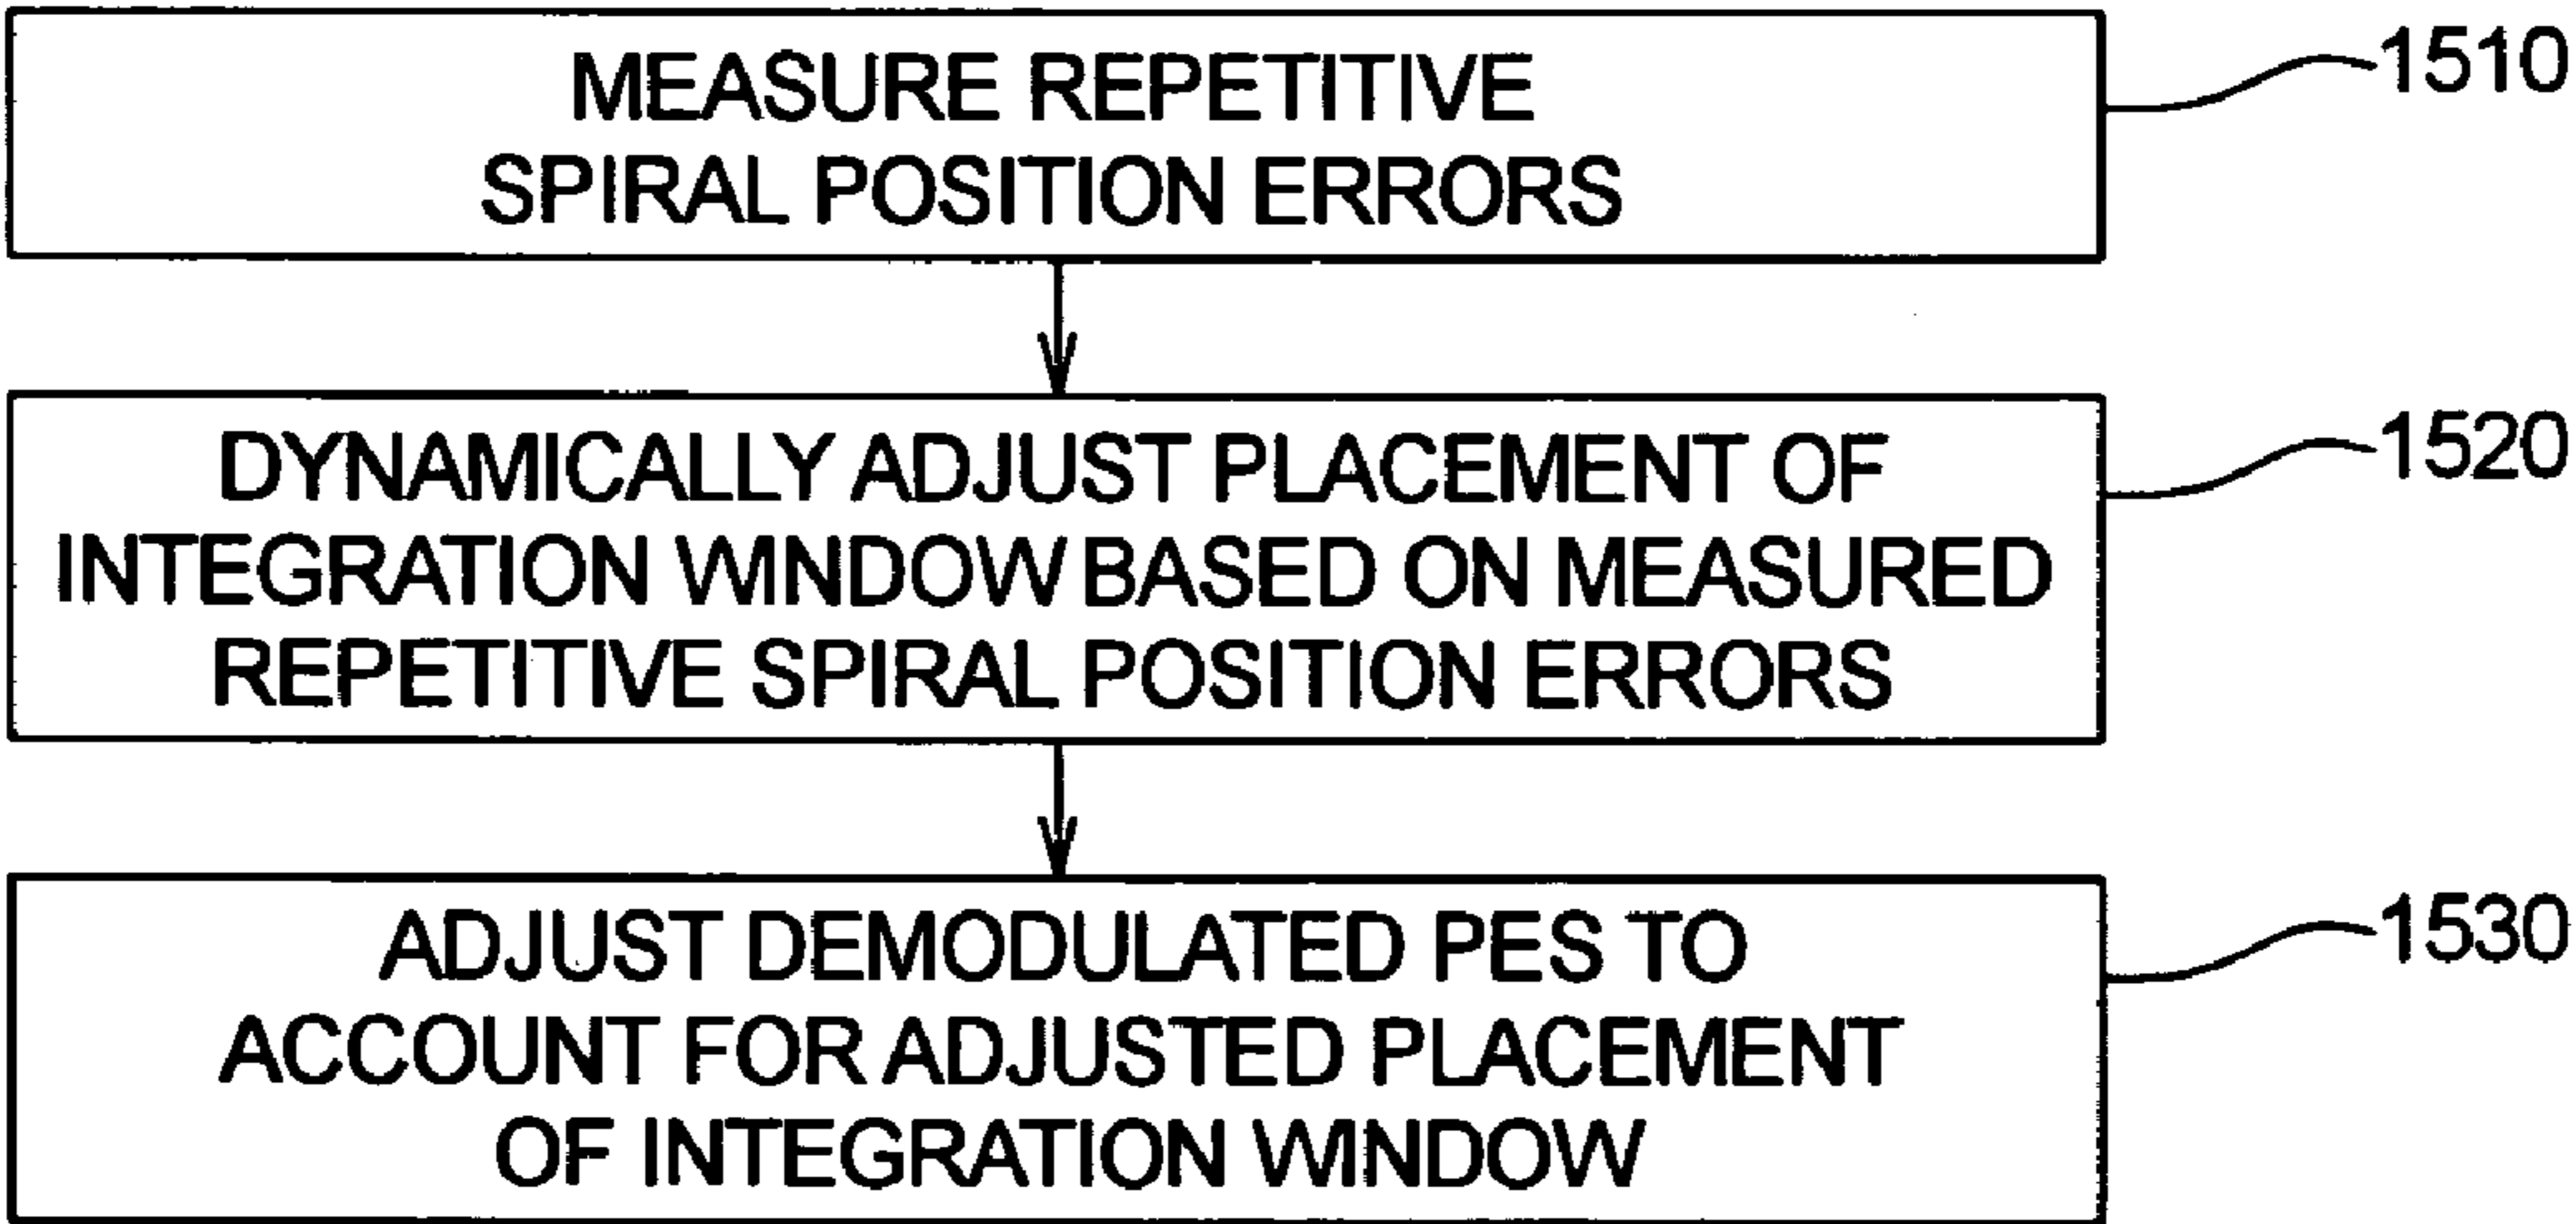 MEASURE REPETITIVE
SPIRAL POSITION ERRORS
1510
DYNAMICALLY ADJUST PLACEMENT OF
INTEGRATION WINDOW BASED ON MEASURED
REPETITIVE SPIRAL POSITION ERRORS
1520
ADJUST DEMODULATED PES TO
ACCOUNT FOR ADJUSTED PLACEMENT
OF INTEGRATION WINDOW
1530